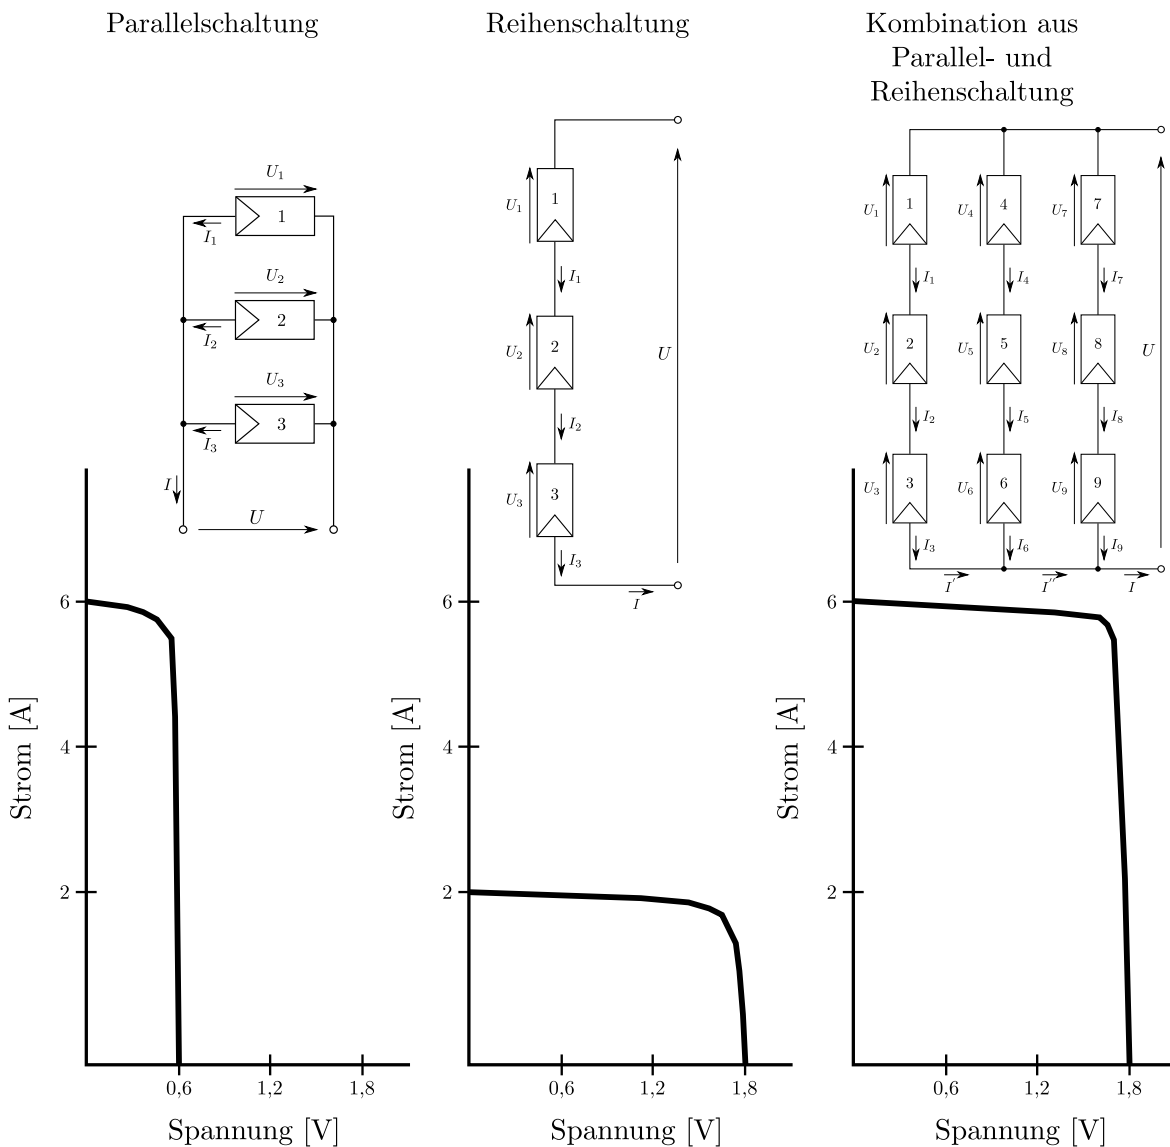 Parallelschaltung
Reihenschaltung
Kombination aus
Parallel- und
Reihenschaltung
U1
1
I1
U2
2
I2
U3
3
I3
I
U
6
4
2
Strom [A]
0,6
1,2
1,8
Spannung [V]
U1
1
I1
U2
2
I2
U3
3
I3
I
U
6
4
2
Strom [A]
0,6
1,2
1,8
Spannung [V]
U1
1
U4
4
U7
7
I1
I4
I7
U2
2
U5
5
U8
8
U
I2
I5
I8
U3
3
U6
6
U9
9
I3
I6
I9
I'
I''
I
6
4
2
Strom [A]
0,6
1,2
1,8
Spannung [V]